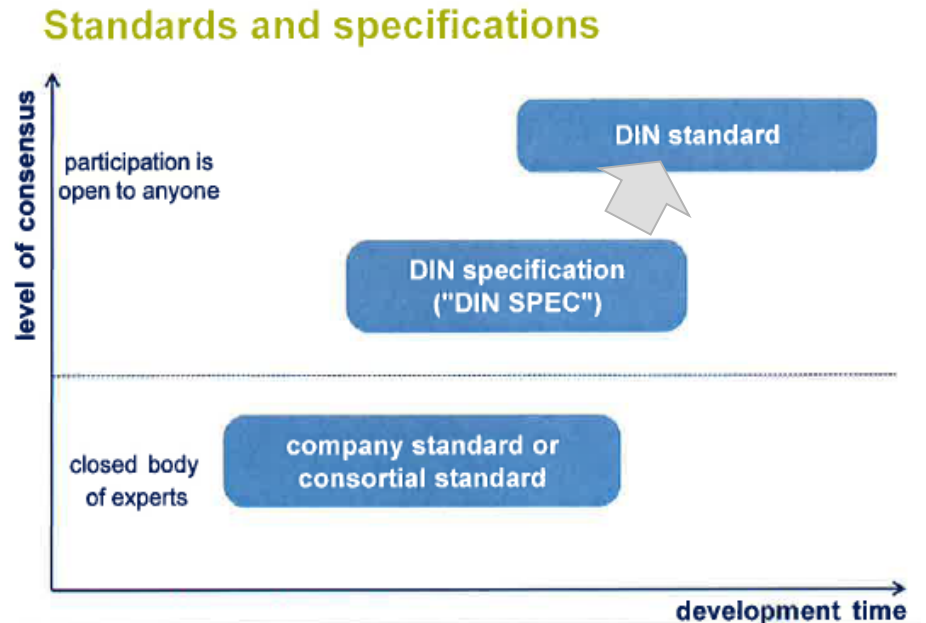 Standards and specifications
level of consensus
participation is
open to anyone
DIN standard
DIN specification
("DIN SPEC")
closed body
of experts
company standard or
consortial standard
development time